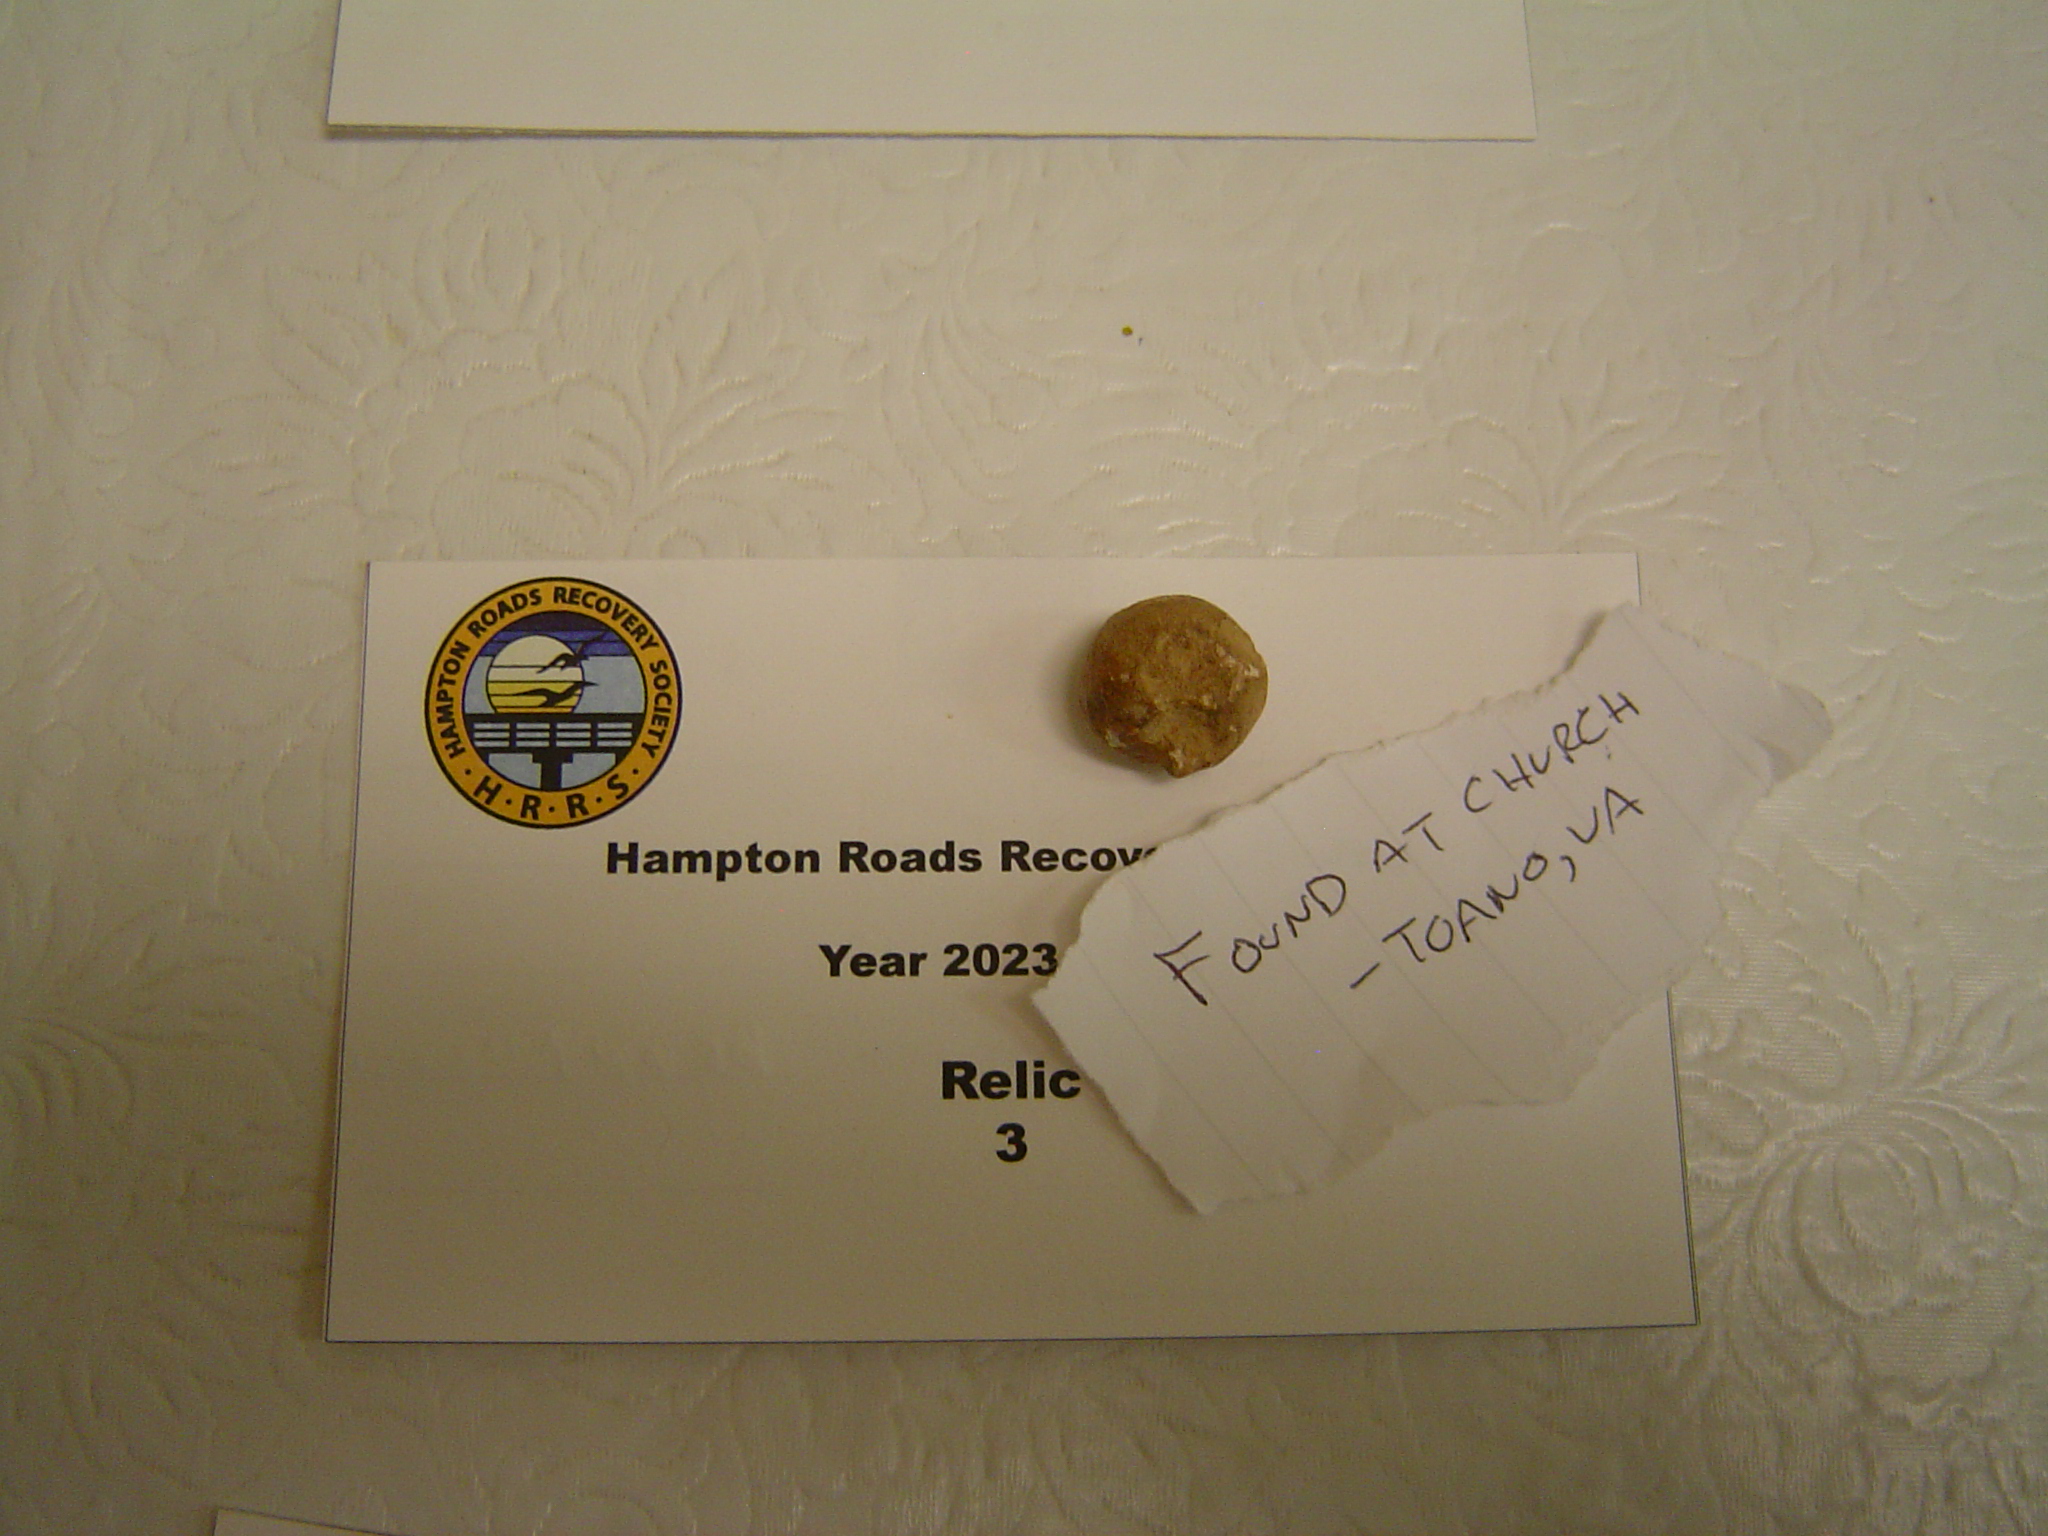 HAMPTON ROADS RECOVERY SOCIETY
· H · R · R · S ·
Hampton Roads Recov
Year 2023
Relic
3
FOUND AT CHURCH
- TOANO, VA